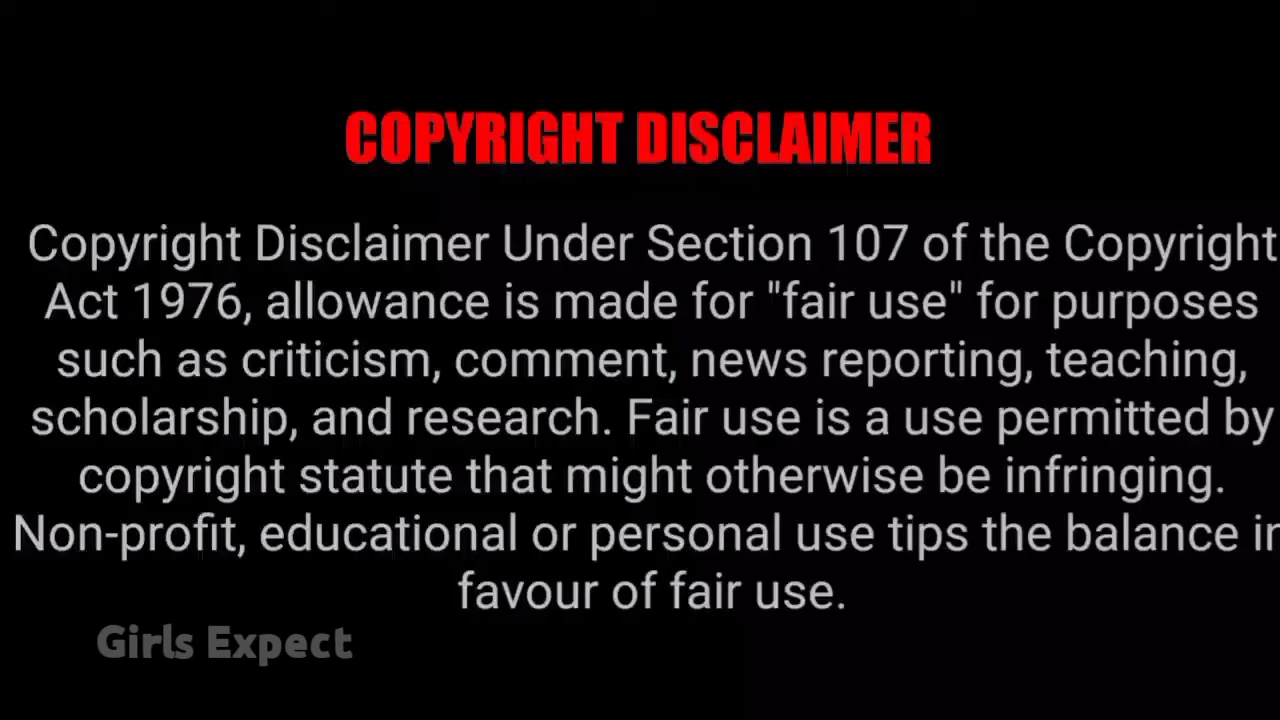 COPYRIGHT DISCLAIMER
Copyright Disclaimer Under Section 107 of the Copyright
Act 1976, allowance is made for "fair use" for purposes
such as criticism, comment, news reporting, teaching,
scholarship, and research. Fair use is a use permitted by
copyright statute that might otherwise be infringing.
Non-profit, educational or personal use tips the balance in
favour of fair use.
Girls Expect